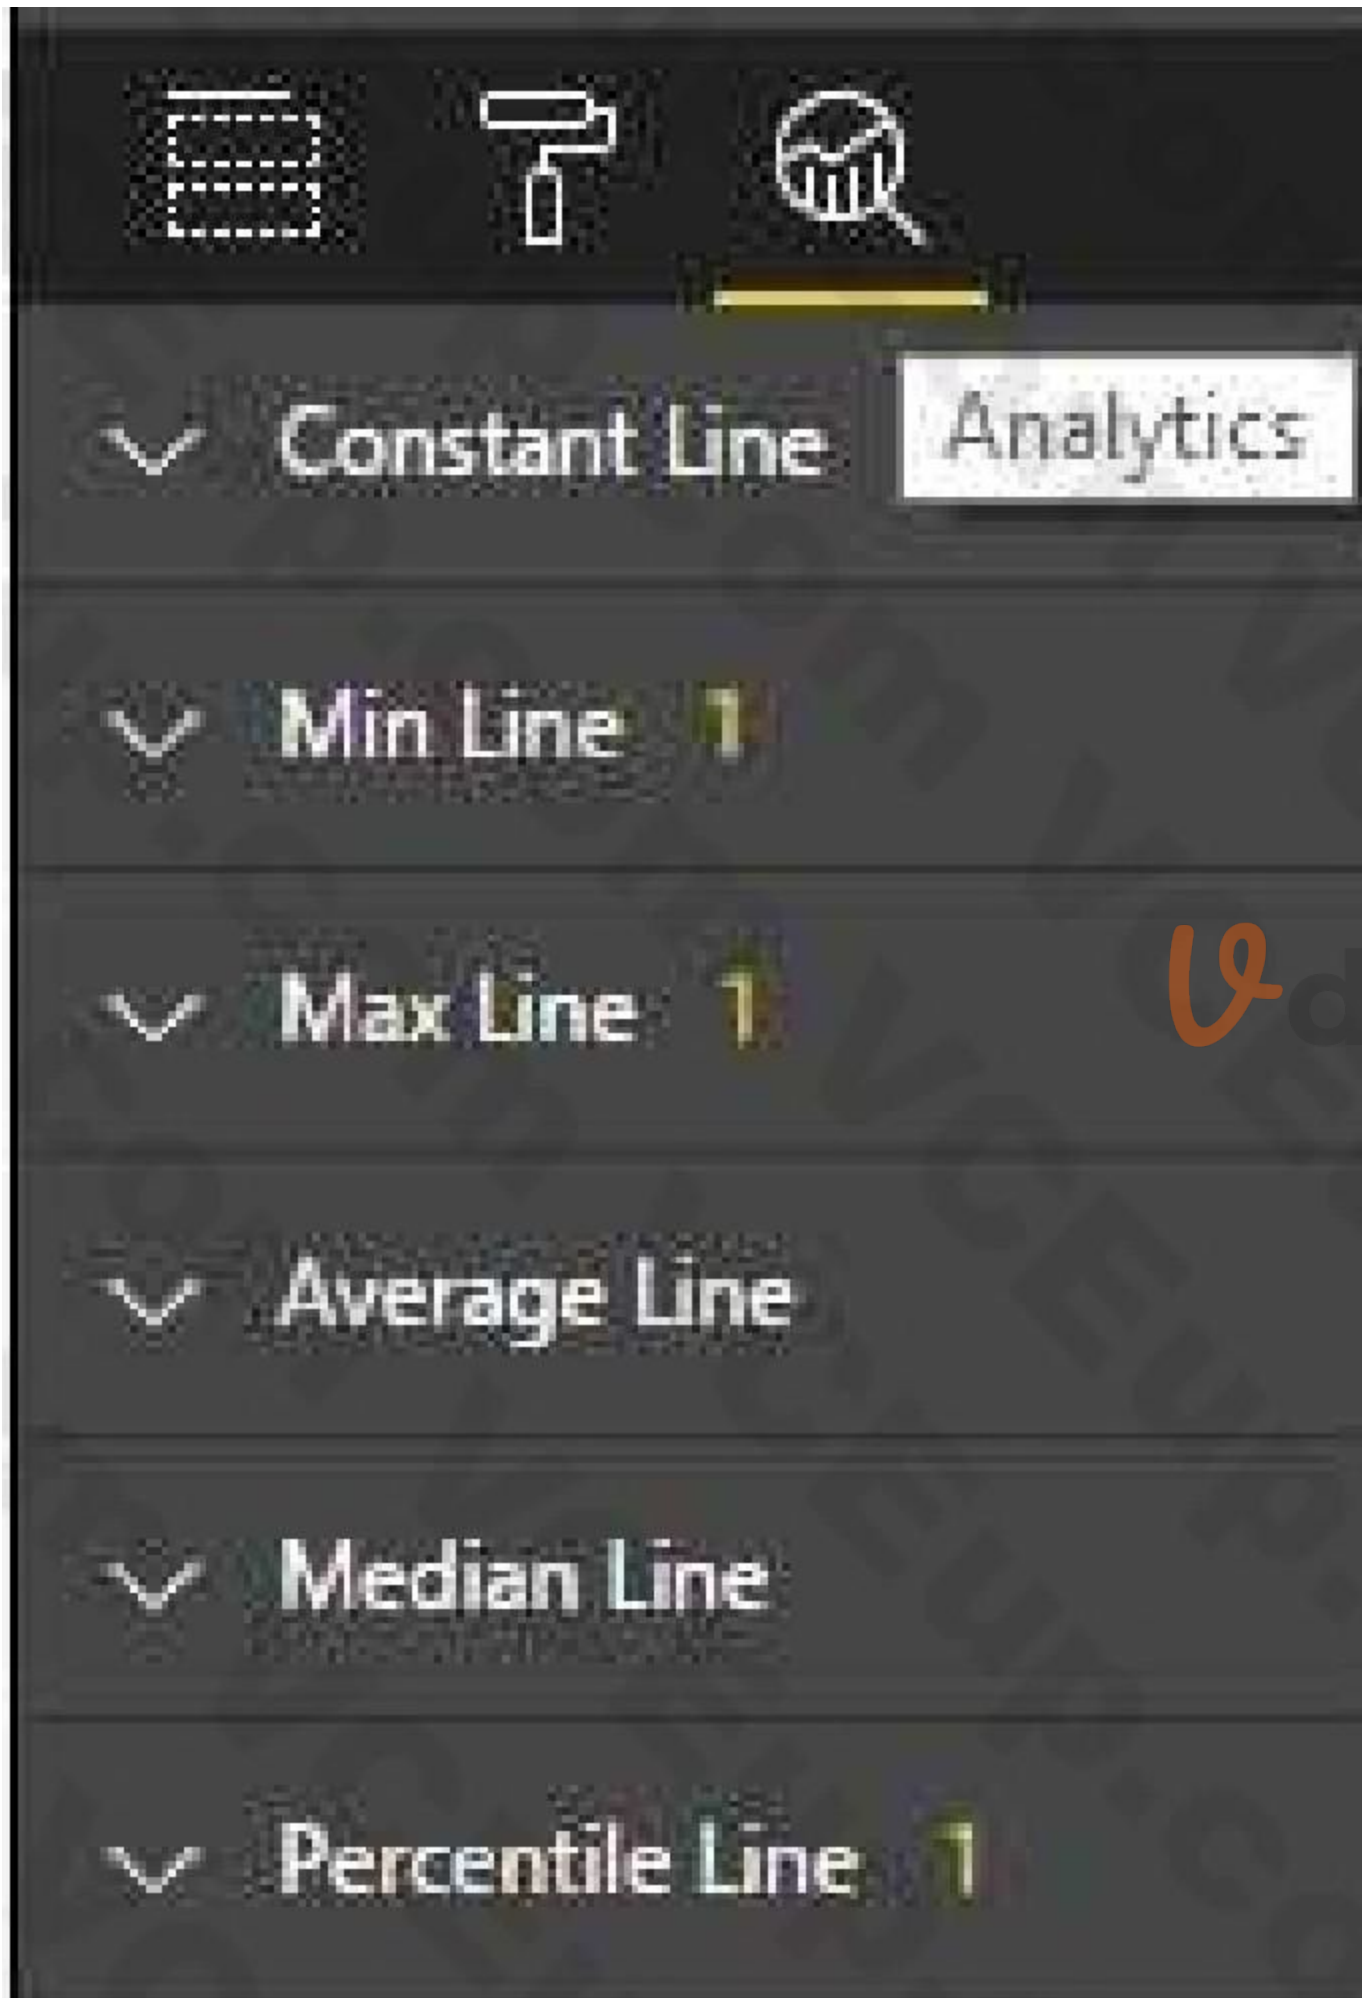 Analytics
Constant Line
Min Line 1
Max Line 1
Average Line
Median Line
Percentile Line 1